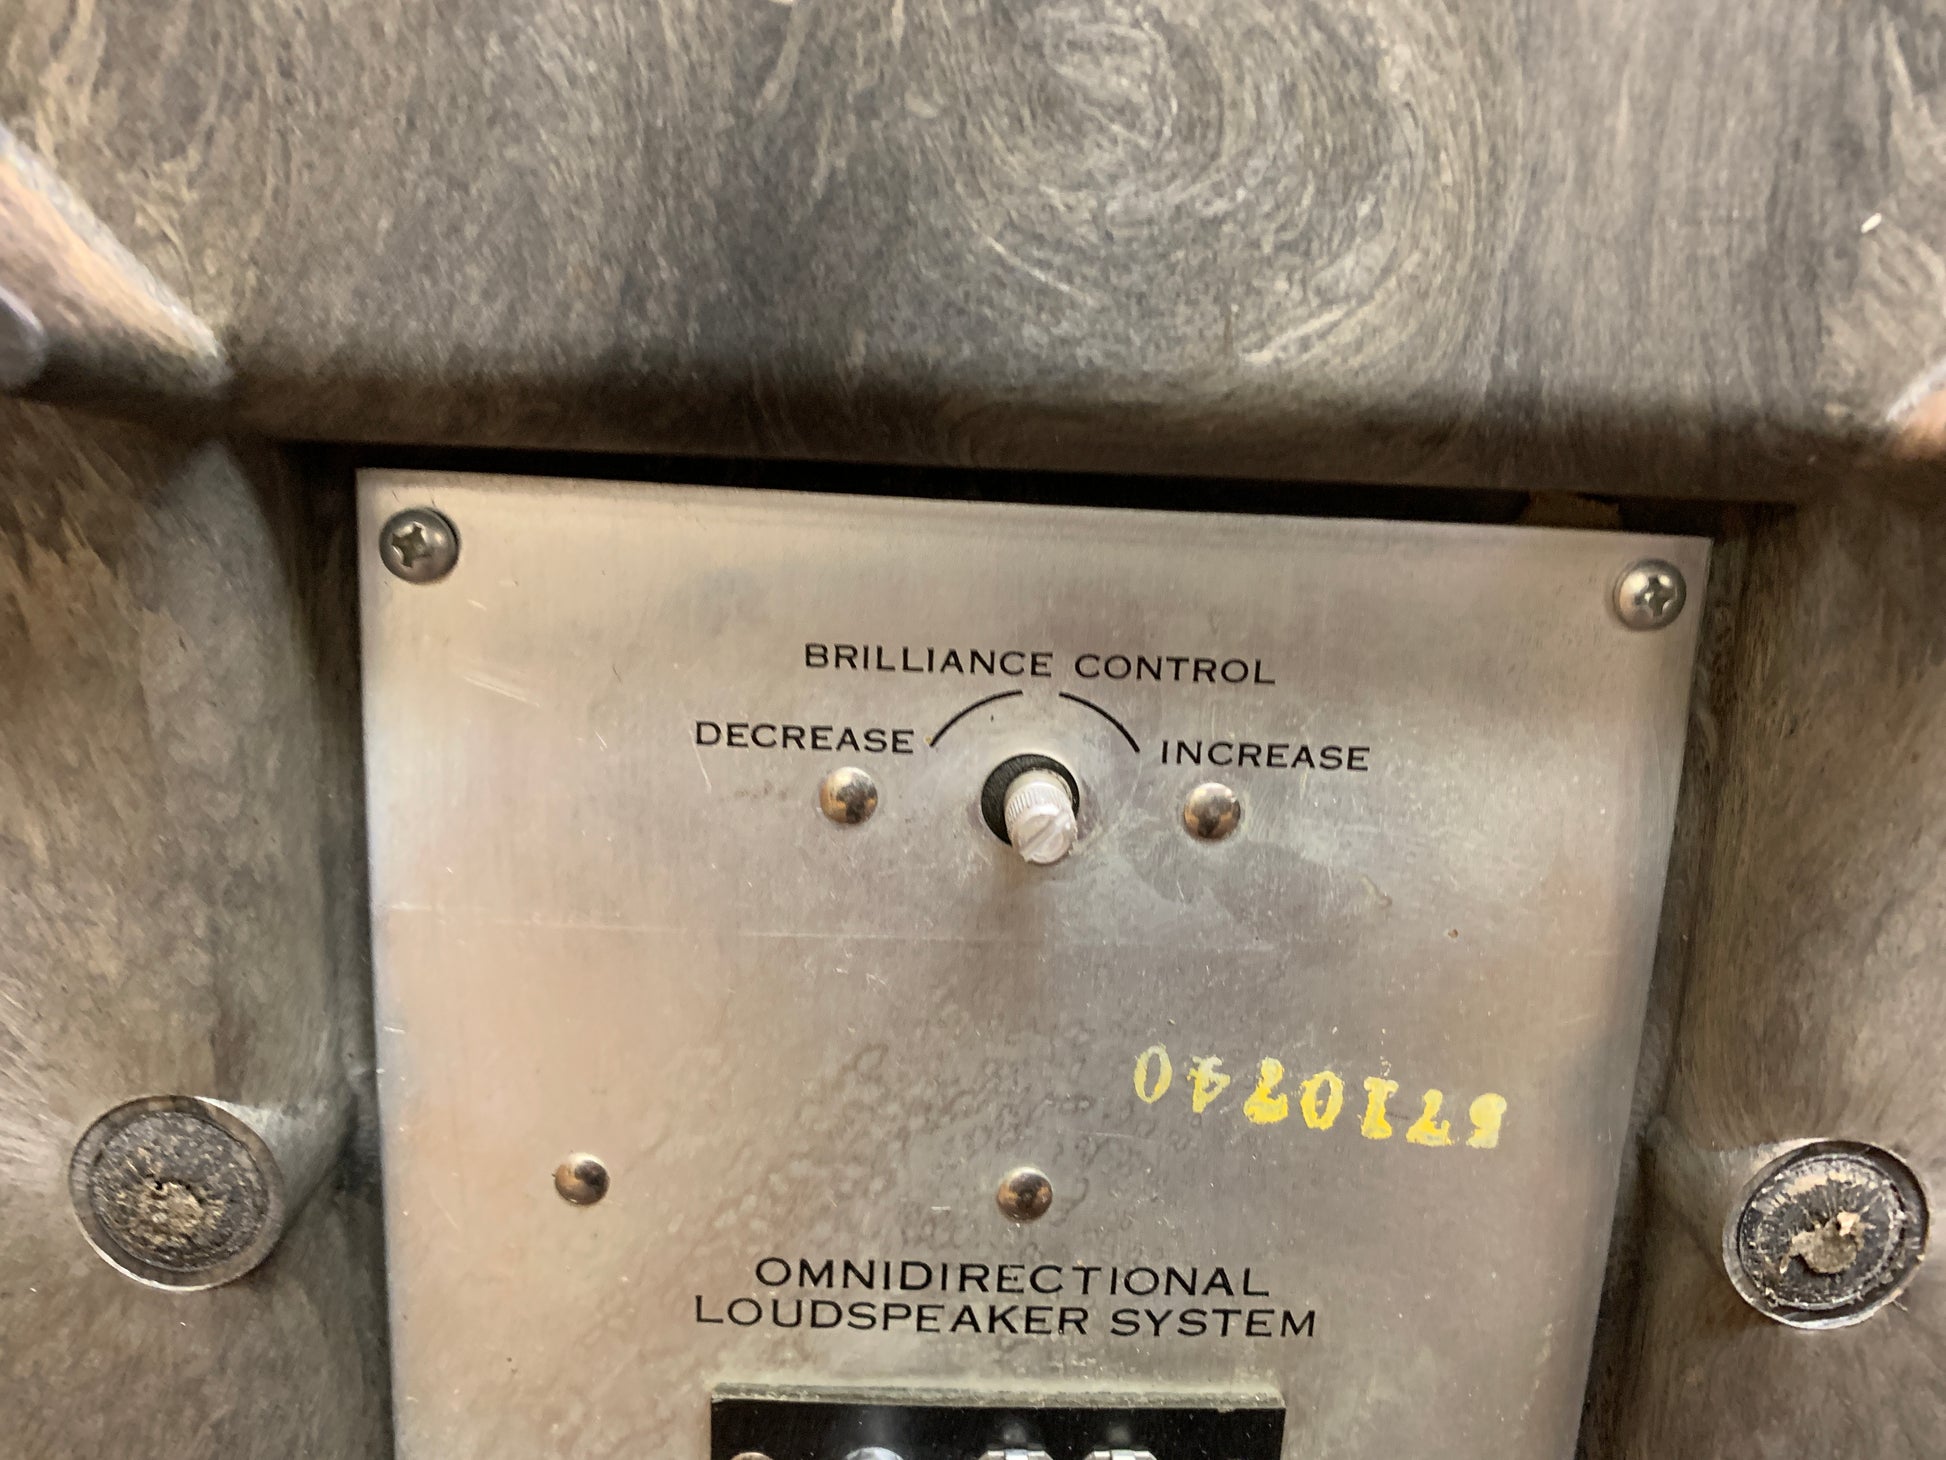 BRILLIANCE CONTROL
DECREASE INCREASE
5710740
OMNIDIRECTIONAL
LOUDSPEAKER SYSTEM